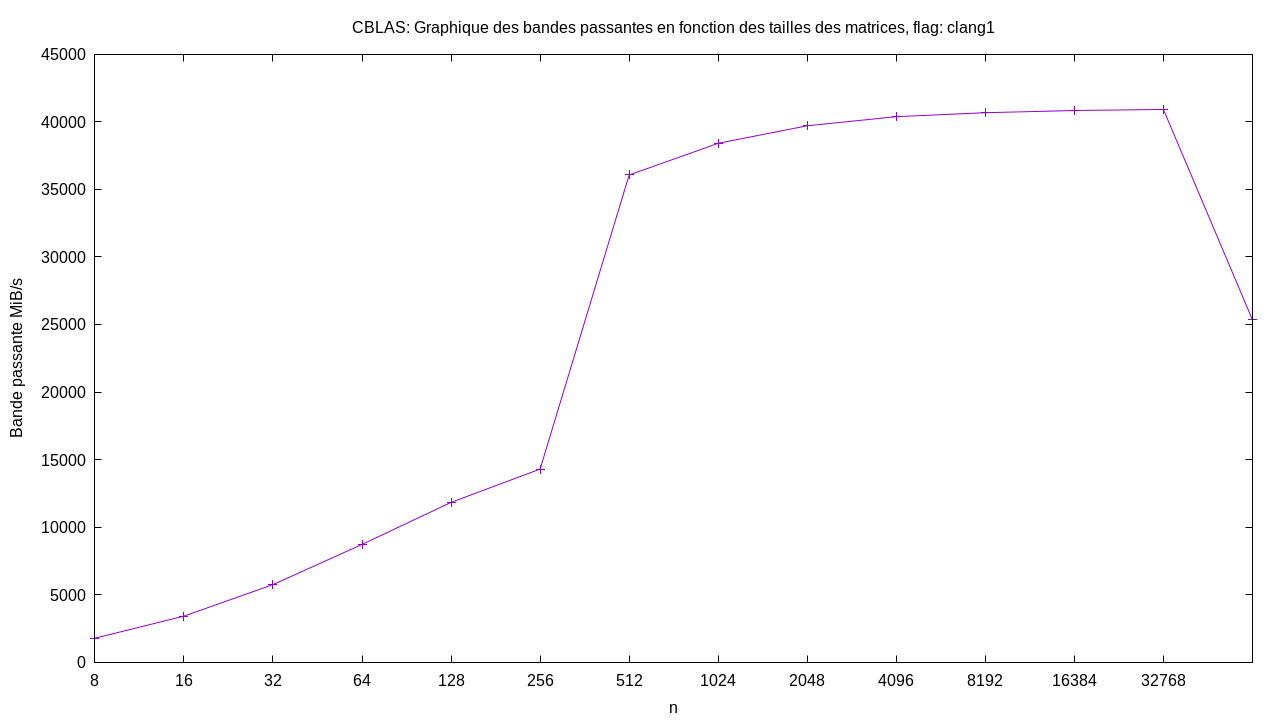 CBLAS: Graphique des bandes passantes en fonction des tailles des matrices, flag: clang1
45000
40000
35000
30000
25000
20000
15000
10000
5000
0
Bande passante MiB/s
8 16 32 64 128 256 512 1024 2048 4096 8192 16384 32768
n